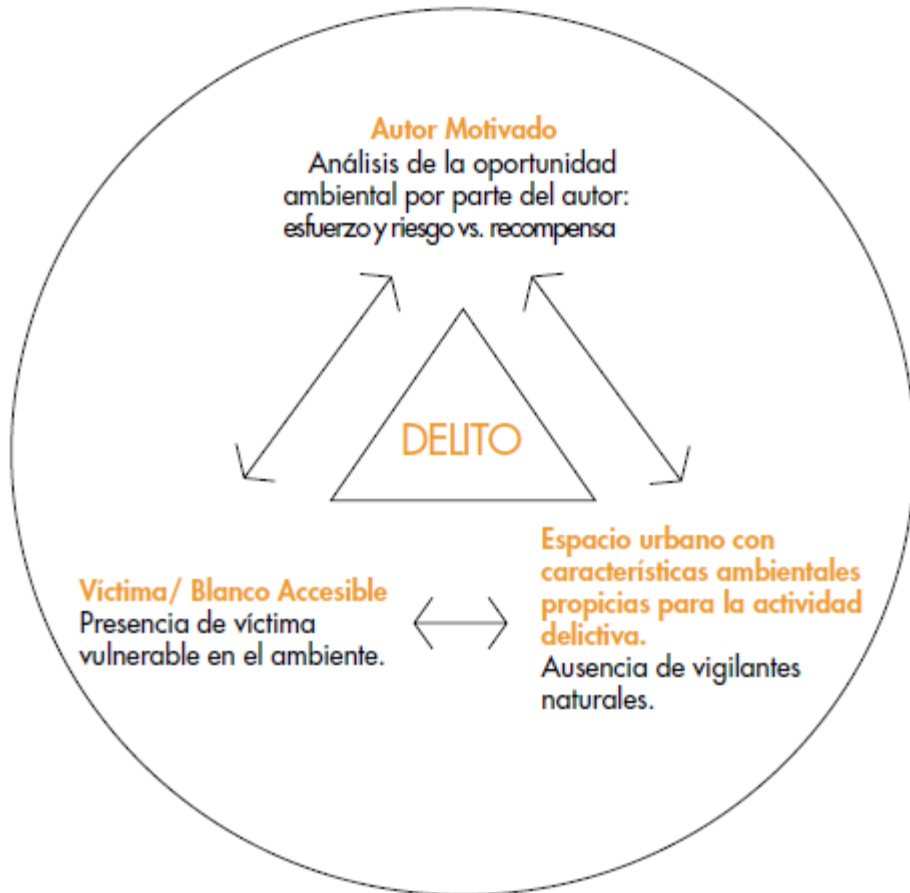 Autor Motivado
Análisis de la oportunidad
ambiental por parte del autor:
esfuerzo y riesgo vs. recompensa
DELITO
Víctima/ Blanco Accesible
Presencia de víctima
vulnerable en el ambiente.
Espacio urbano con
características ambientales
propicias para la actividad
delictiva.
Ausencia de vigilantes
naturales.